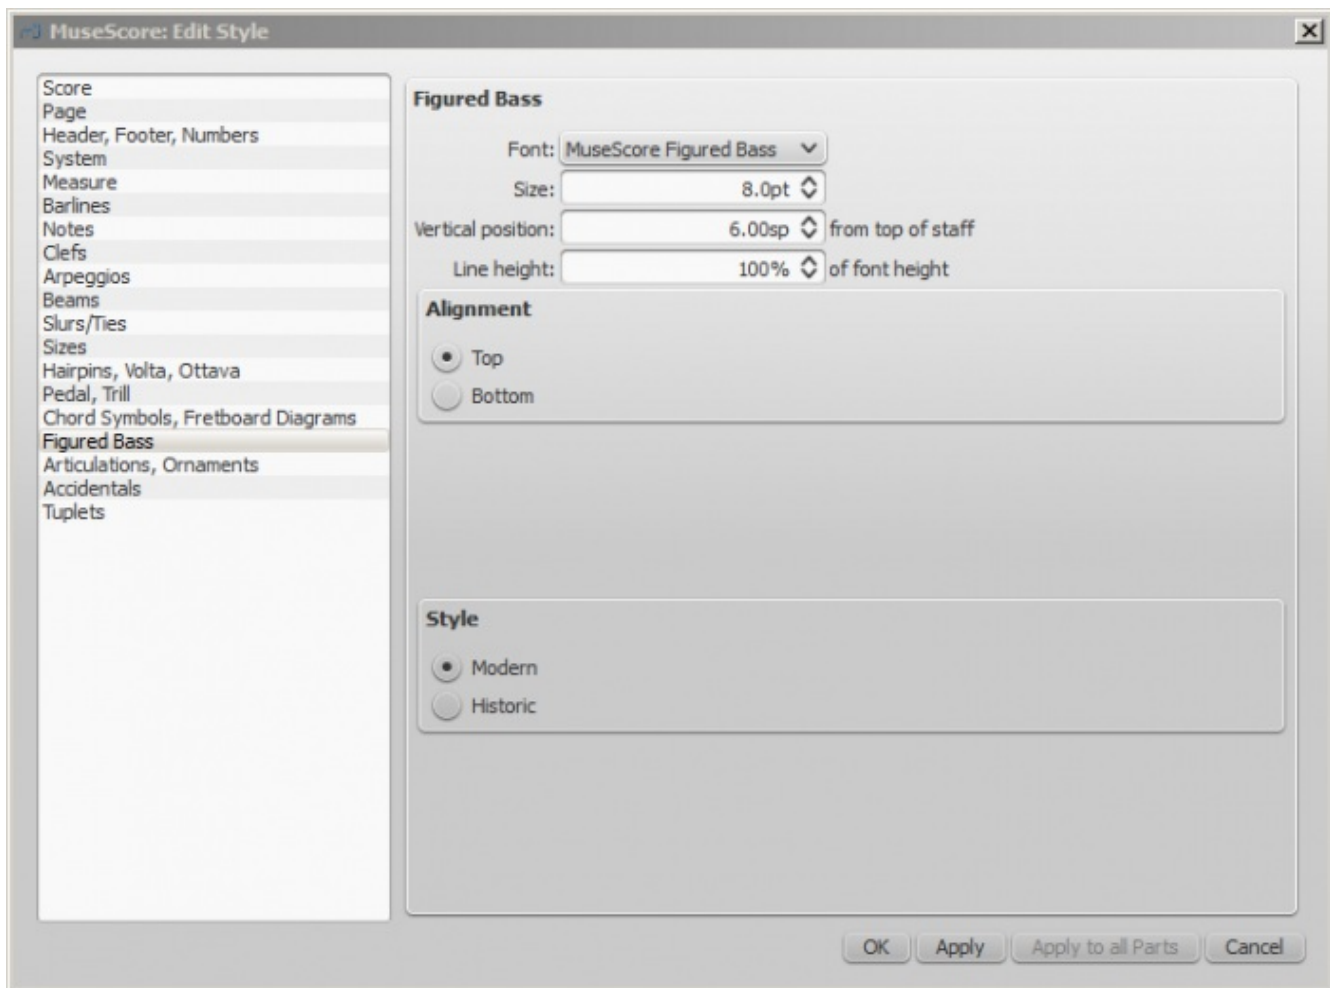 MuseScore: Edit Style
Score
Page
Header, Footer, Numbers
System
Measure
Barlines
Notes
Clefs
Arpeggios
Beams
Slurs/Ties
Sizes
Hairpins, Volta, Ottava
Pedal, Trill
Chord Symbols, Fretboard Diagrams
Figured Bass
Articulations, Ornaments
Accidentals
Tuplets
Figured Bass
Font: MuseScore Figured Bass
Size: 8.0pt
Vertical position: 6.00sp from top of staff
Line height: 100% of font height
Alignment
Top
Bottom
Style
Modern
Historic
OK Apply Apply to all Parts Cancel